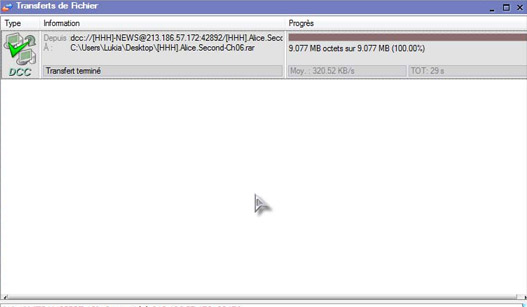 Transferts de Fichier
Type Information Progrès
Depuis dcc://[HHH]-NEWS@213.186.57.172:42892/[HHH].Alice.Seco
À : C:\Users\Lukia\Desktop\[HHH].Alice.Second-Ch06.rar
9.077 MB octets sur 9.077 MB (100.00%)
DCC
Transfert terminé
Moy. : 320.52 KB/s
TOT: 29 s